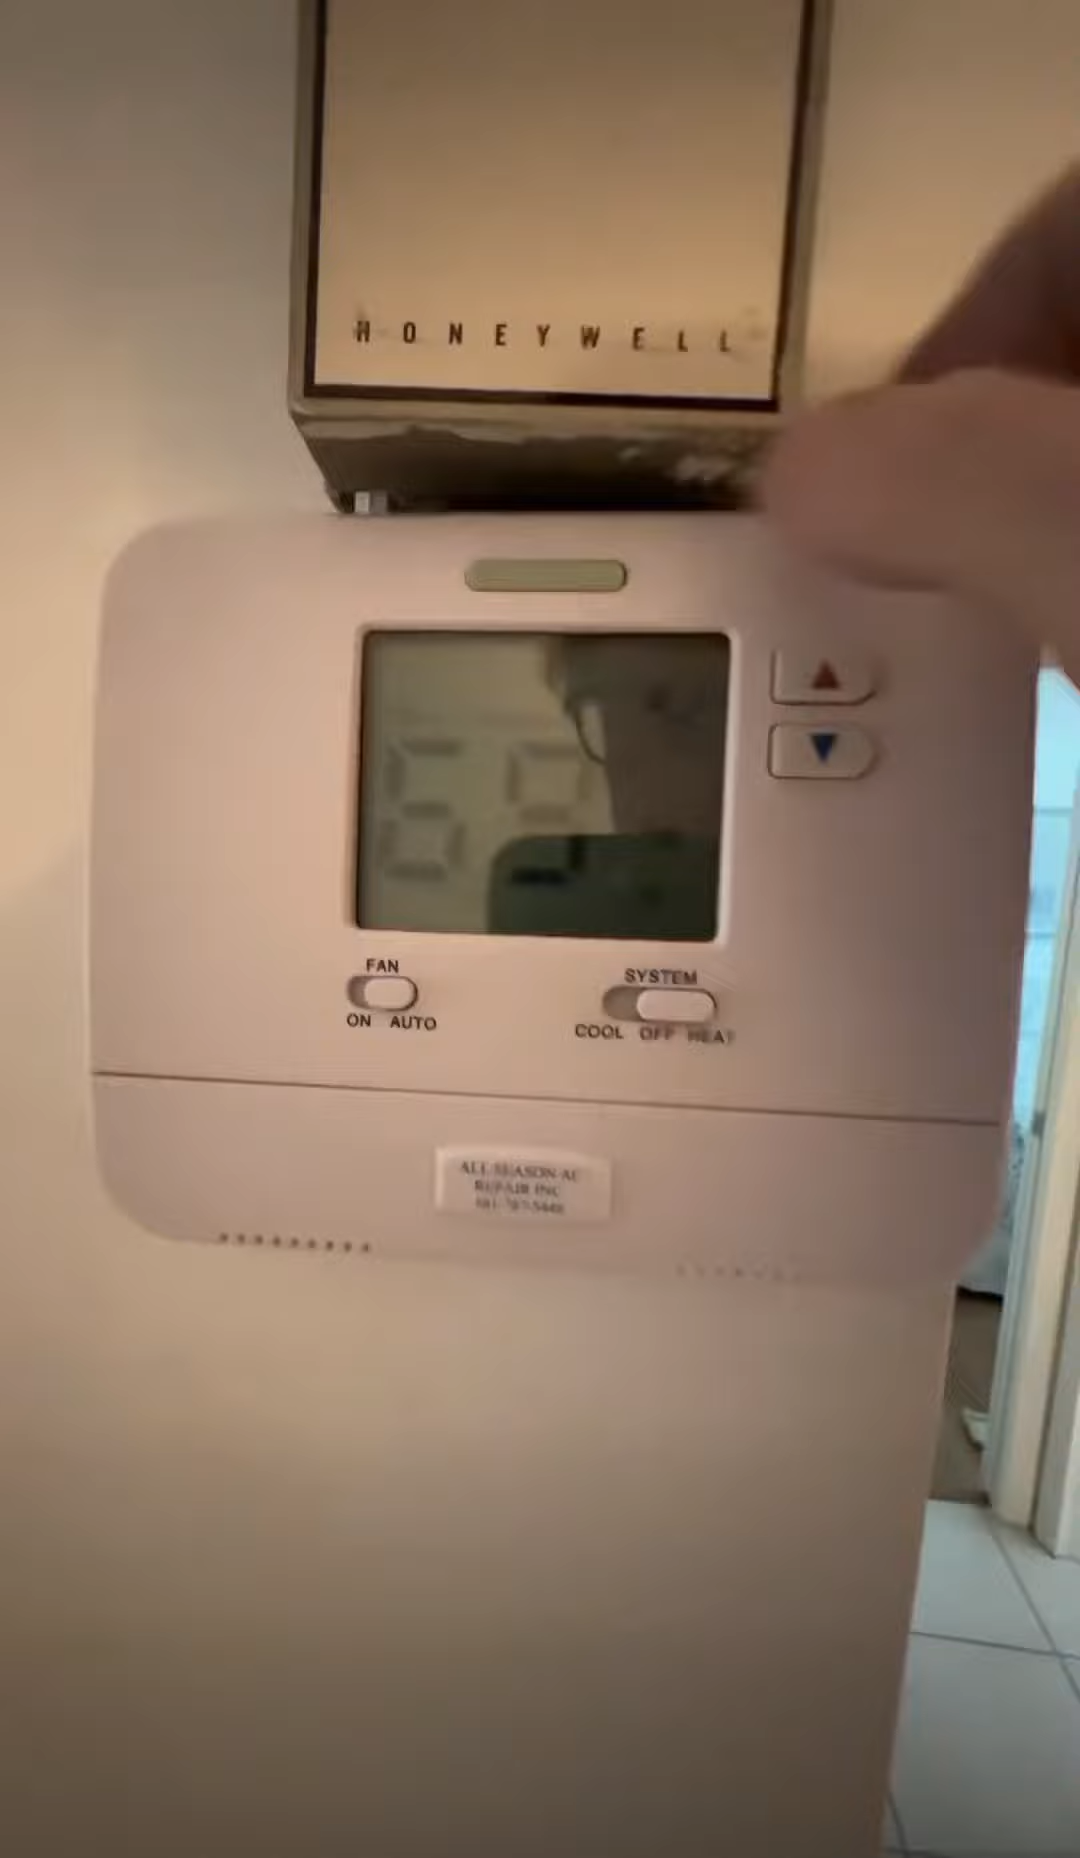 HONEYWELL
FAN
ON AUTO
SYSTEM
COOL OFF HEAT
ALL SEASON AC
REPAIR INC